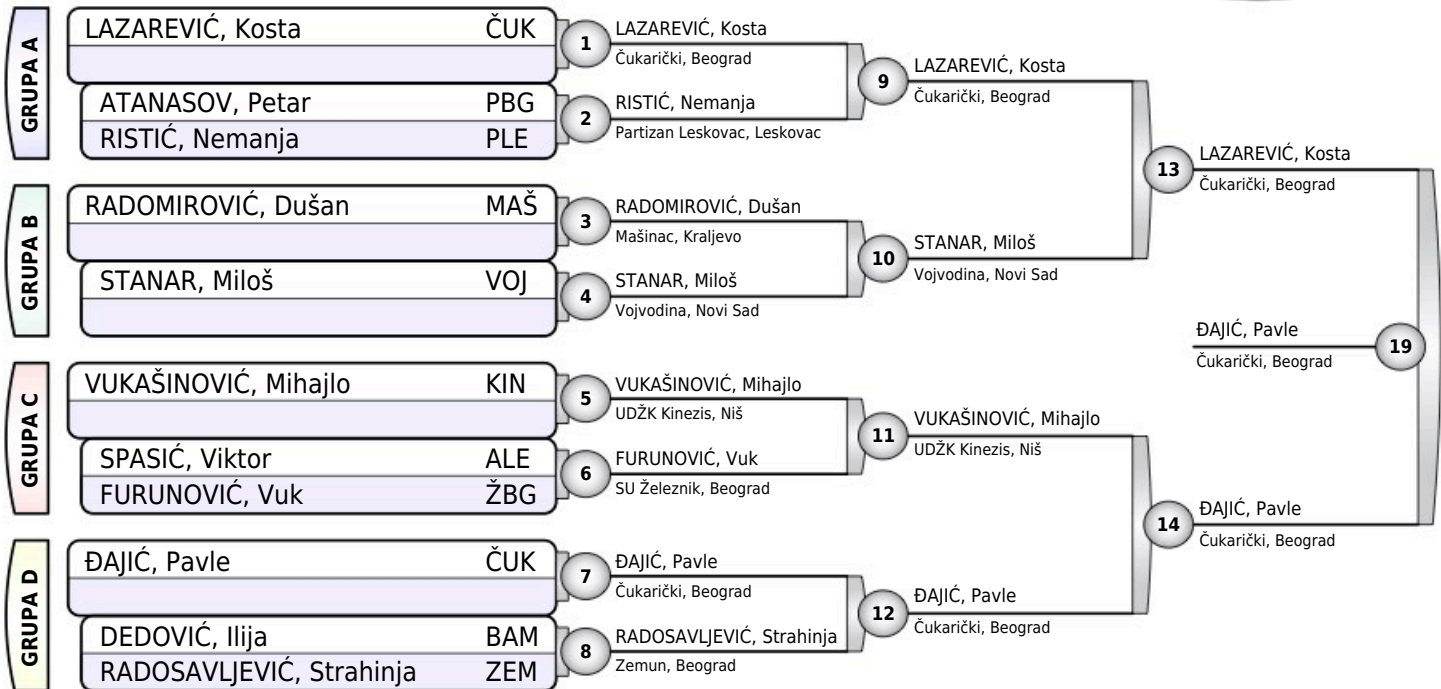 GRUPA A
LAZAREVIĆ, Kosta ČUK
ATANASOV, Petar PBG
RISTIĆ, Nemanja PLE
GRUPA B
RADOMIROVIĆ, Dušan MAŠ
STANAR, Miloš VOJ
GRUPA C
VUKAŠINOVIĆ, Mihajlo KIN
SPASIĆ, Viktor ALE
FURUNOVIĆ, Vuk ŽBG
GRUPA D
ĐAJIĆ, Pavle ČUK
DEDOVIĆ, Ilija BAM
RADOSAVLJEVIĆ, Strahinja ZEM
1
LAZAREVIĆ, Kosta
Čukarički, Beograd
2
RISTIĆ, Nemanja
Partizan Leskovac, Leskovac
3
RADOMIROVIĆ, Dušan
Mašinac, Kraljevo
4
STANAR, Miloš
Vojvodina, Novi Sad
5
VUKAŠINOVIĆ, Mihajlo
UDŽK Kinezis, Niš
6
FURUNOVIĆ, Vuk
SU Železnik, Beograd
7
ĐAJIĆ, Pavle
Čukarički, Beograd
8
RADOSAVLJEVIĆ, Strahinja
Zemun, Beograd
9
LAZAREVIĆ, Kosta
Čukarički, Beograd
10
STANAR, Miloš
Vojvodina, Novi Sad
11
VUKAŠINOVIĆ, Mihajlo
UDŽK Kinezis, Niš
12
ĐAJIĆ, Pavle
Čukarički, Beograd
13
LAZAREVIĆ, Kosta
Čukarički, Beograd
14
ĐAJIĆ, Pavle
Čukarički, Beograd
19
ĐAJIĆ, Pavle
Čukarički, Beograd